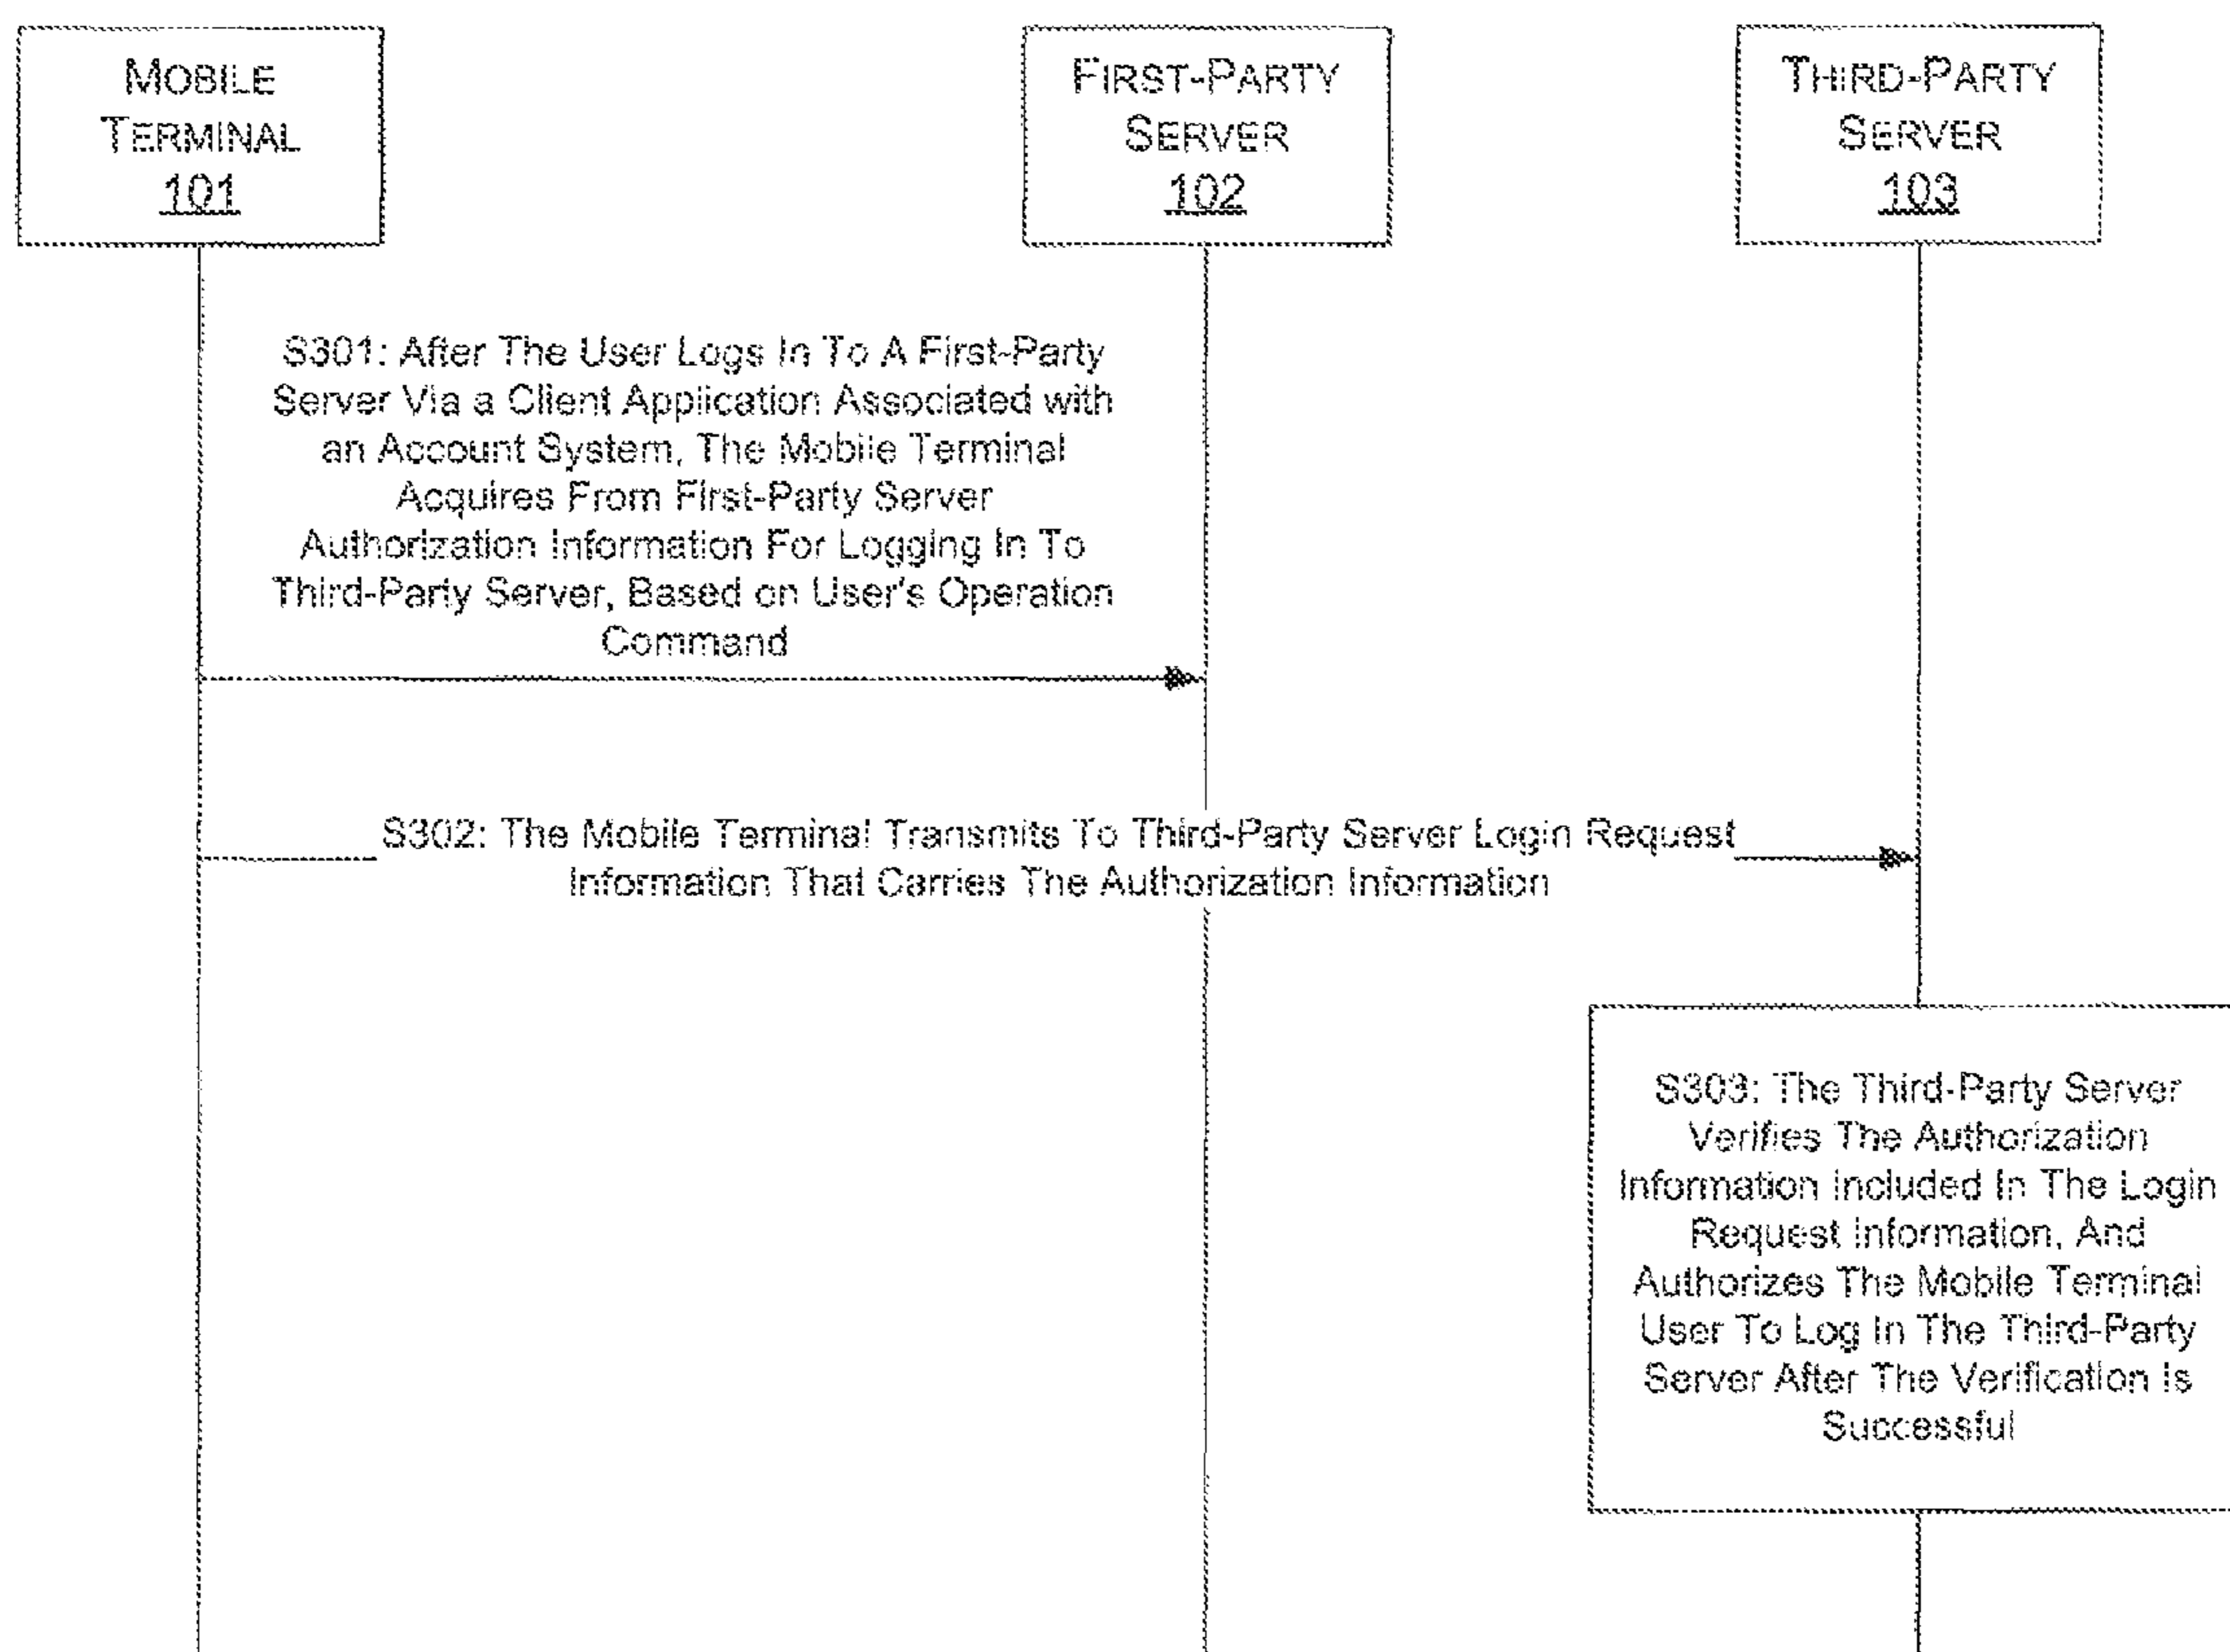 MOBILE
TERMINAL
101
FIRST-PARTY
SERVER
102
THIRD-PARTY
SERVER
103
S301: After The User Logs In To A First-Party
Server Via a Client Application Associated with
an Account System, The Mobile Terminal
Acquires From First-Party Server
Authorization Information For Logging In To
Third-Party Server, Based on User's Operation
Command
S302: The Mobile Terminal Transmits To Third-Party Server Login Request
Information That Carries The Authorization Information
S303: The Third-Party Server
Verifies The Authorization
Information Included In The Login
Request Information, And
Authorizes The Mobile Terminal
User To Log In The Third-Party
Server After The Verification Is
Successful